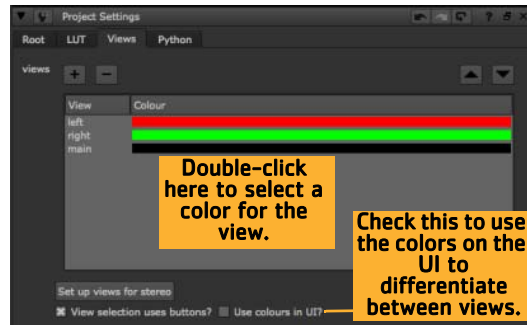 Project Settings
?
Root LUT Views Python
views + −
View Colour
left
right
main
Double-click
here to select a
color for the
view.
Check this to use
the colors on the
UI to
differentiate
between views.
Set up views for stereo
View selection uses buttons? Use colours in UI?